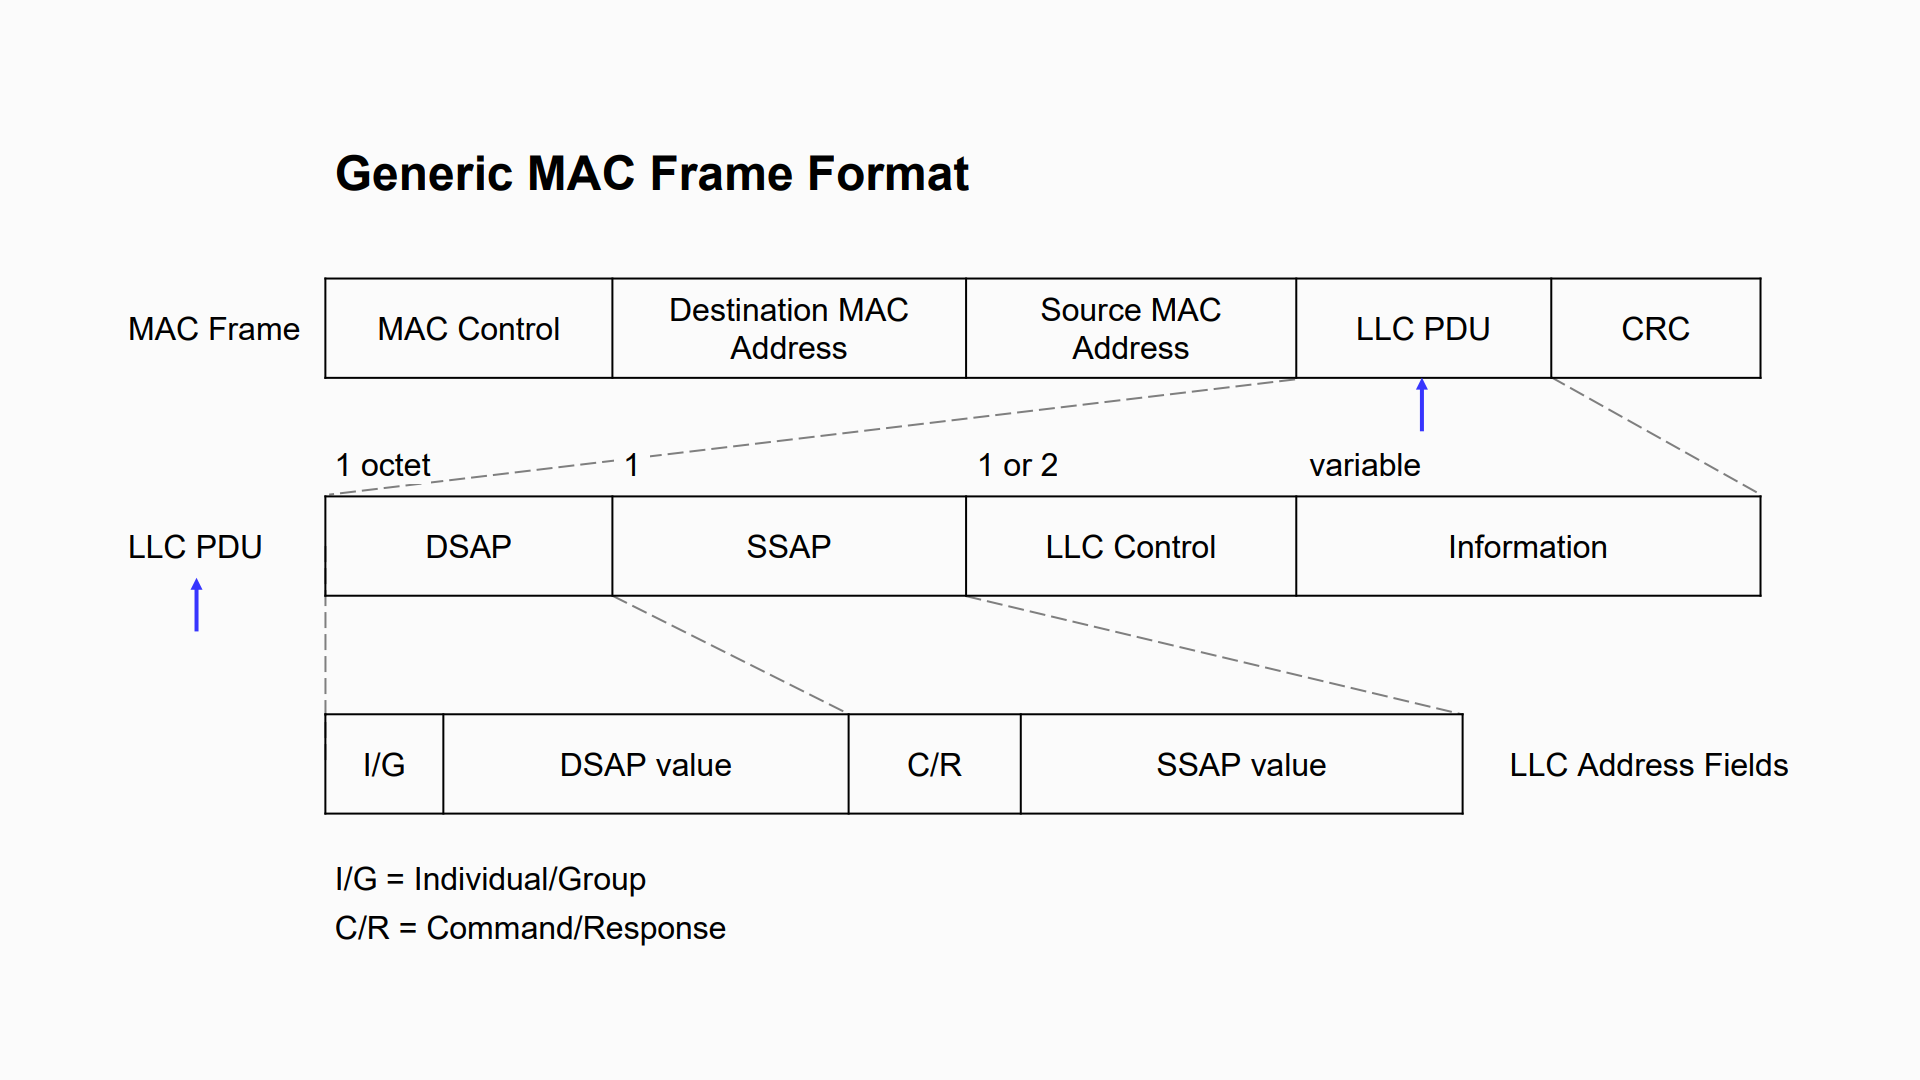 Generic MAC Frame Format
MAC Frame
MAC Control
Destination MAC
Address
Source MAC
Address
LLC PDU
CRC
1 octet
1
1 or 2
variable
LLC PDU
DSAP
SSAP
LLC Control
Information
I/G
DSAP value
C/R
SSAP value
LLC Address Fields
I/G = Individual/Group
C/R = Command/Response